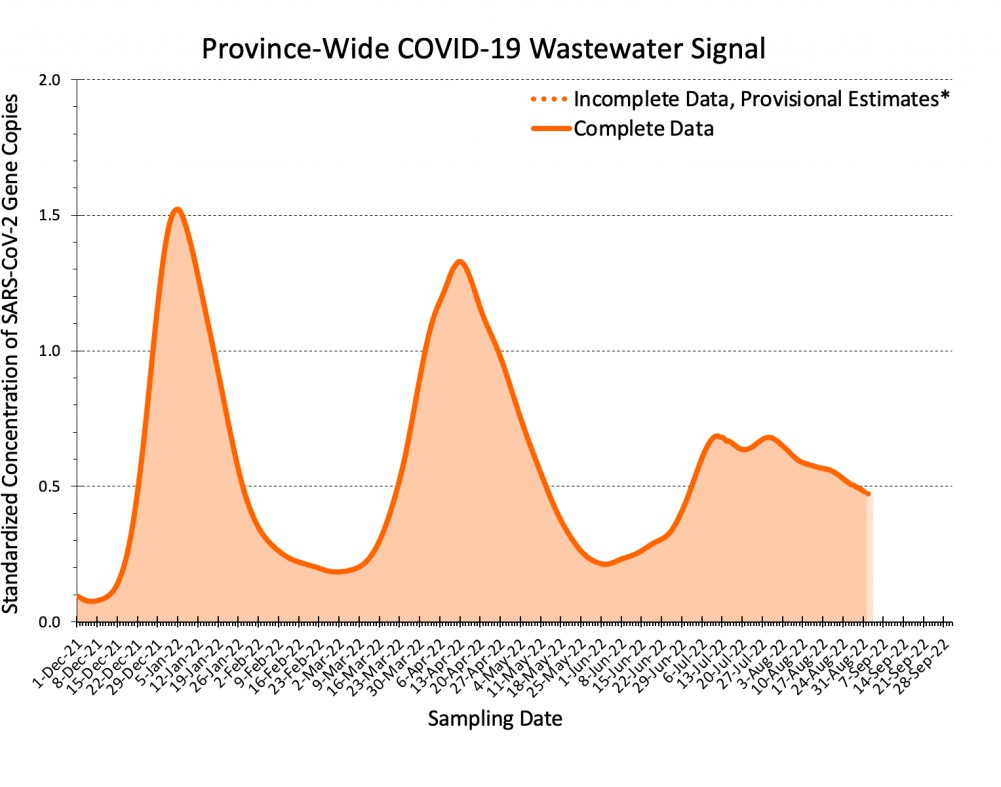 Province-Wide COVID-19 Wastewater Signal
Standardized Concentration of SARS-CoV-2 Gene Copies
2.0
1.5
1.0
0.5
0.0
Incomplete Data, Provisional Estimates*
Complete Data
1-Dec-21
8-Dec-21
15-Dec-21
22-Dec-21
29-Dec-21
5-Jan-22
12-Jan-22
19-Jan-22
26-Jan-22
2-Feb-22
9-Feb-22
16-Feb-22
23-Feb-22
2-Mar-22
9-Mar-22
16-Mar-22
23-Mar-22
30-Mar-22
6-Apr-22
13-Apr-22
20-Apr-22
27-Apr-22
4-May-22
11-May-22
18-May-22
25-May-22
1-Jun-22
8-Jun-22
15-Jun-22
22-Jun-22
29-Jun-22
6-Jul-22
13-Jul-22
20-Jul-22
27-Jul-22
3-Aug-22
10-Aug-22
17-Aug-22
24-Aug-22
31-Aug-22
7-Sep-22
14-Sep-22
21-Sep-22
28-Sep-22
Sampling Date